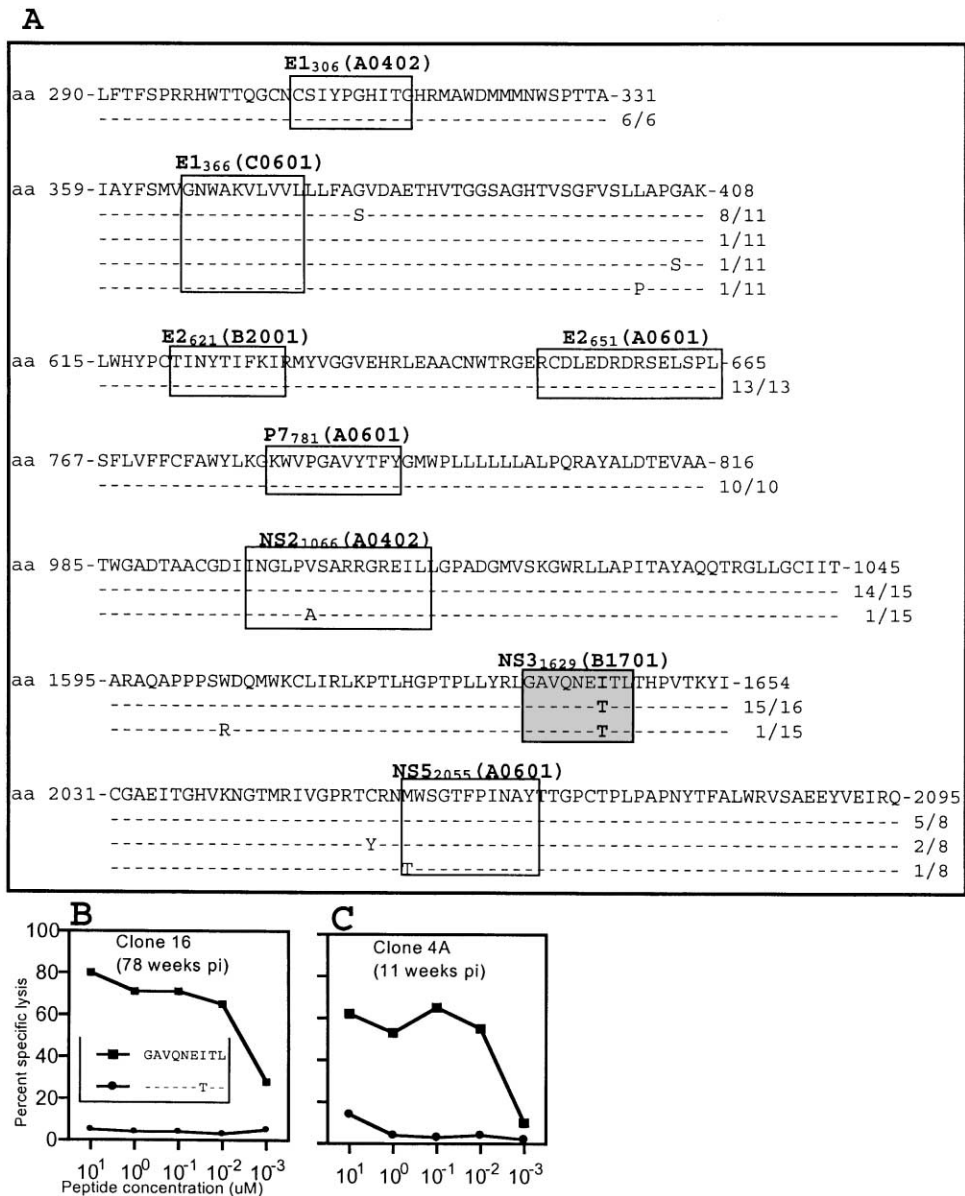 A
E1306(A0402)
aa 290-LFTFSPRRHWTTQGCNCSIYPGHITGHRMAWDMMMNWSPTTA-331
------------------------------------------ 6/6
E1366(C0601)
aa 359-IAYFSMVGNWAKVLVVLLLFAGVDAETHVTGGSAGHTVSGFVSLLAPGAK-408
---------------------S---------------------------- 8/11
-------------------------------------------------- 1/11
-----------------------------------------------S-- 1/11
--------------------------------------------P----- 1/11
E2621(B2001) E2651(A0601)
aa 615-LWHYPCTINYTIFKIRMYVGGVEHRLEAACNWTRGERCDLEDRDRSELSPL-665
--------------------------------------------------- 13/13
P7781(A0601)
aa 767-SFLVFFCFAWYLKGKWVPGAVYTFYGMWPLLLLLLALPQRAYALDTEVAA-816
-------------------------------------------------- 10/10
NS21066(A0402)
aa 985-TWGADTAACGDIINGLPVSARRGREILLGPADGMVSKGWRLLAPITAYAQQTRGLLGCIIT-1045
------------------------------------------------------------- 14/15
-----------------A------------------------------------------- 1/15
NS31629(B1701)
aa 1595-ARAQAPPPSWDQMWKCLIRLKPTLHGPTPLLYRLGAVQNEITLTHPVTKYI-1654
----------------------------------------T---------- 15/16
----------R-----------------------------T---------- 1/15
NS52055(A0601)
aa 2031-CGAEITGHVKNGTMRIVGPRTCRNMWSGTFPINAYTTGPCTPLPAPNYTFALWRVSAEEYVEIRQ-2095
----------------------------------------------------------------- 5/8
----------------------Y------------------------------------------ 2/8
-------------------------T--------------------------------------- 1/8
B
C
Percent specific lysis
100
80
60
40
20
0
Clone 16
(78 weeks pi)
GAVQNEITL
------T--
Clone 4A
(11 weeks pi)
10¹ 10⁰ 10⁻¹ 10⁻² 10⁻³
10¹ 10⁰ 10⁻¹ 10⁻² 10⁻³
Peptide concentration (uM)